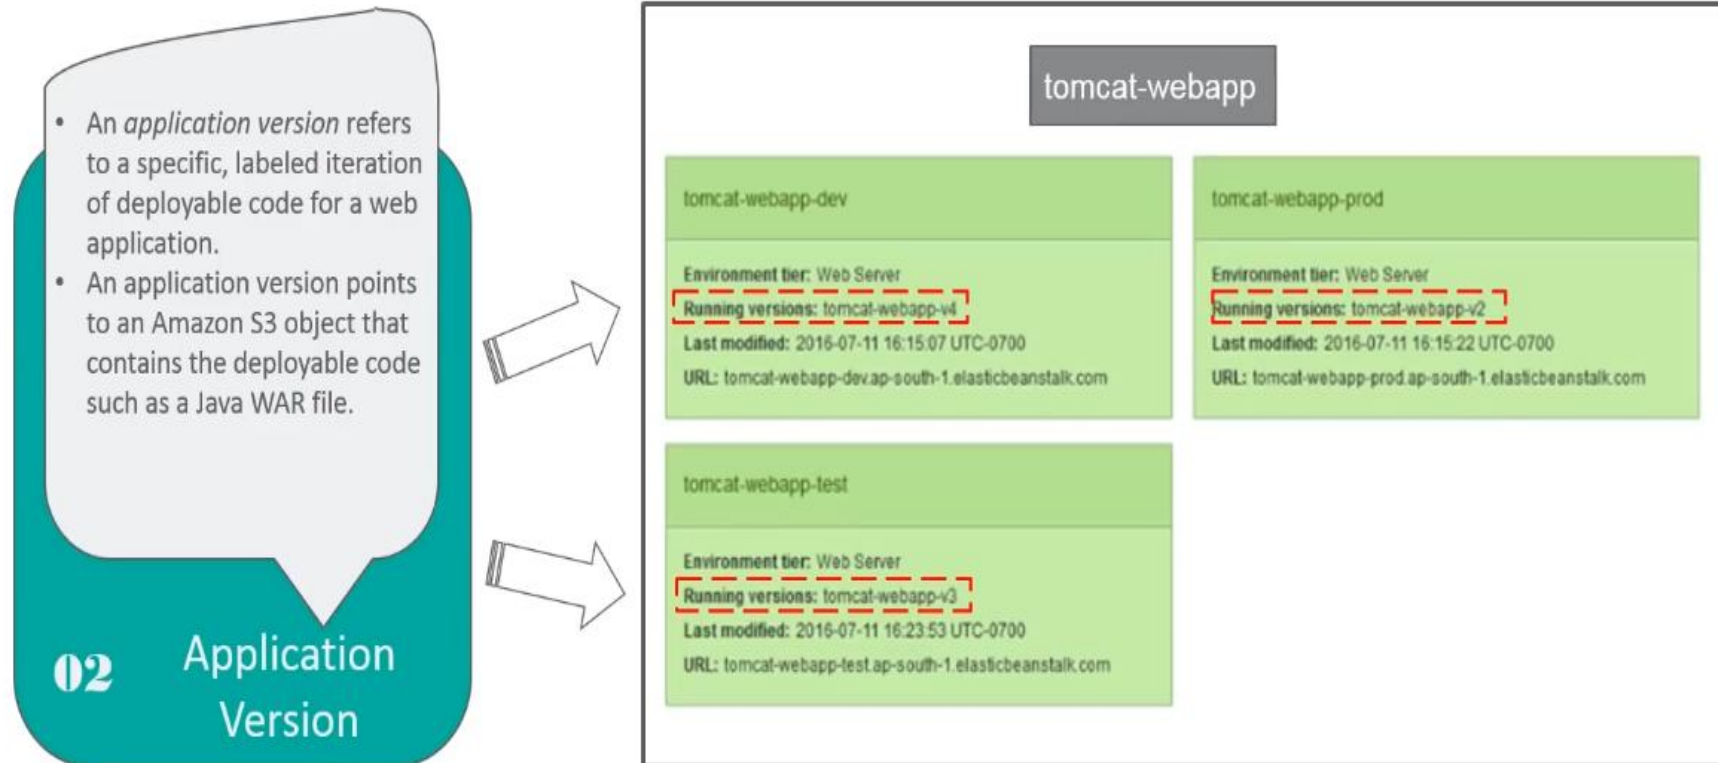 • An application version refers
to a specific, labeled iteration
of deployable code for a web
application.
• An application version points
to an Amazon S3 object that
contains the deployable code
such as a Java WAR file.
02
Application
Version
tomcat-webapp
tomcat-webapp-dev
Environment tier: Web Server
Running versions: tomcat-webapp-v4
Last modified: 2016-07-11 16:15:07 UTC-0700
URL: tomcat-webapp-dev.ap-south-1.elasticbeanstalk.com
tomcat-webapp-prod
Environment tier: Web Server
Running versions: tomcat-webapp-v2
Last modified: 2016-07-11 16:15:22 UTC-0700
URL: tomcat-webapp-prod.ap-south-1.elasticbeanstalk.com
tomcat-webapp-test
Environment tier: Web Server
Running versions: tomcat-webapp-v3
Last modified: 2016-07-11 16:23:53 UTC-0700
URL: tomcat-webapp-test.ap-south-1.elasticbeanstalk.com